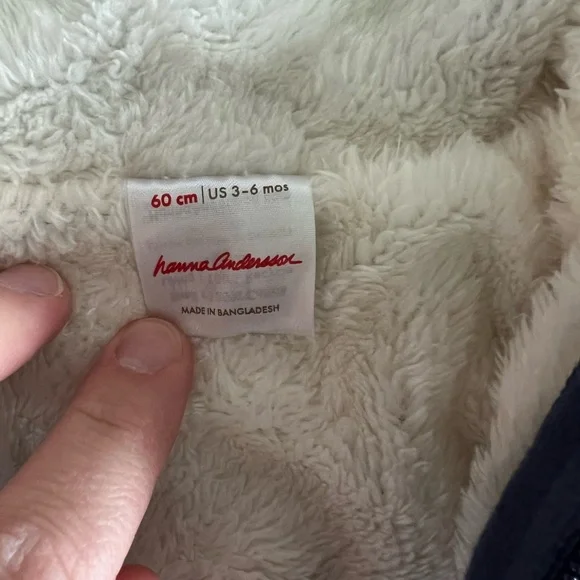 60 cm | US 3-6 mos
hanna Andersson
MADE IN BANGLADESH